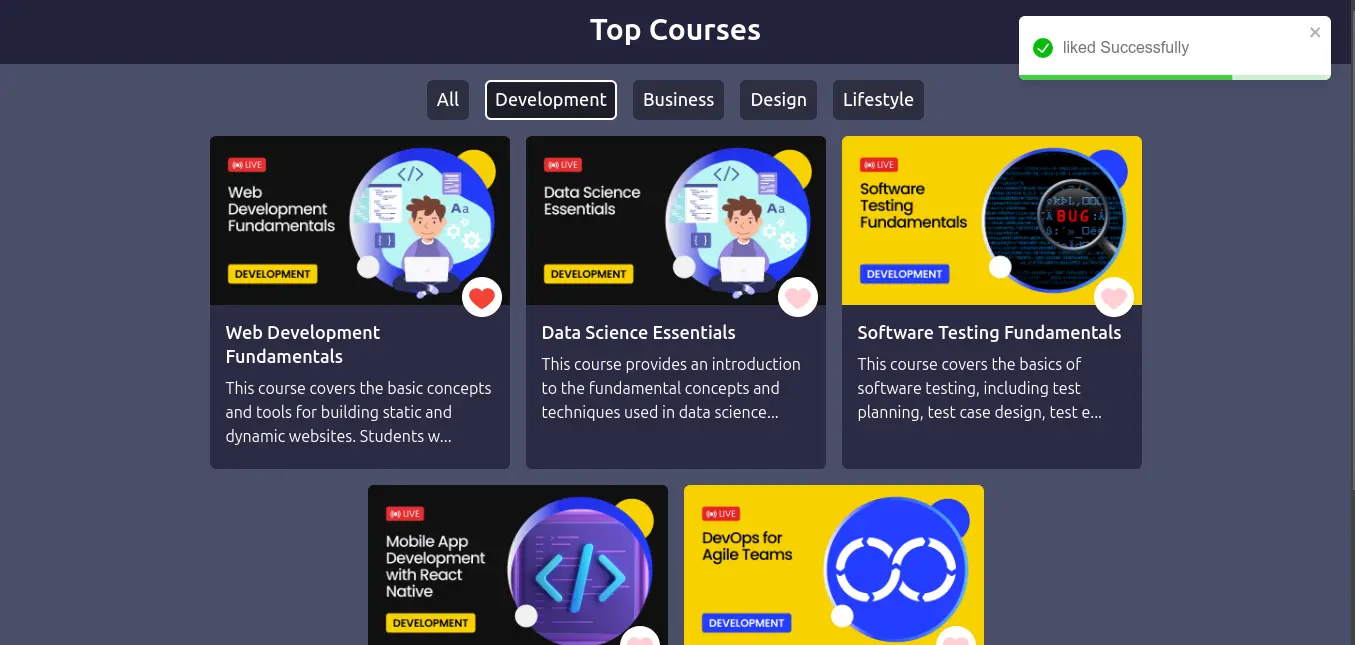 Top Courses
liked Successfully
All
Development
Business
Design
Lifestyle
LIVE
Web
Development
Fundamentals
DEVELOPMENT
Web Development
Fundamentals
This course covers the basic concepts
and tools for building static and
dynamic websites. Students w...
LIVE
Data Science
Essentials
DEVELOPMENT
Data Science Essentials
This course provides an introduction
to the fundamental concepts and
techniques used in data science...
LIVE
Software
Testing
Fundamentals
BUG
DEVELOPMENT
Software Testing Fundamentals
This course covers the basics of
software testing, including test
planning, test case design, test e...
LIVE
Mobile App
Development
with React
Native
DEVELOPMENT
LIVE
DevOps for
Agile Teams
DEVELOPMENT